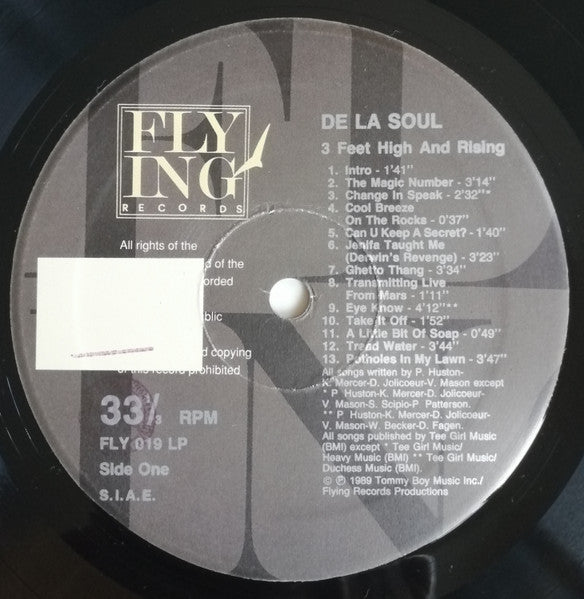 FLY
ING
RECORDS
All rights of the
d of the
orded
blic
d copying
of this record prohibited
33 1/3 RPM
FLY 019 LP
Side One
S.I.A.E.
DE LA SOUL
3 Feet High And Rising
1. Intro - 1'41"
2. The Magic Number - 3'14"
3. Change In Speak - 2'32"*
4. Cool Breeze
On The Rocks - 0'37"
5. Can U Keep A Secret? - 1'40"
6. Jenifa Taught Me
(Derwin's Revenge) - 3'23"
7. Ghetto Thang - 3'34"
8. Transmitting Live
From Mars - 1'11"
9. Eye Know - 4'12"**
10. Take It Off - 1'52"
11. A Little Bit Of Soap - 0'49"
12. Tread Water - 3'44"
13. Potholes In My Lawn - 3'47"
All songs written by P. Huston-
K. Mercer-D. Jolicoeur-V. Mason except
* P Huston-K. Mercer-D. Jolicoeur-
V. Mason-S. Scipio-P. Patterson.
** P. Huston-K. Mercer-D. Jolicoeur-
V. Mason-W. Becker-D. Fagen.
All songs published by Tee Girl Music
(BMI) except * Tee Girl Music/
Heavy Music (BMI) ** Tee Girl Music/
Duchess Music (BMI).
© ℗ 1989 Tommy Boy Music Inc./
Flying Records Productions